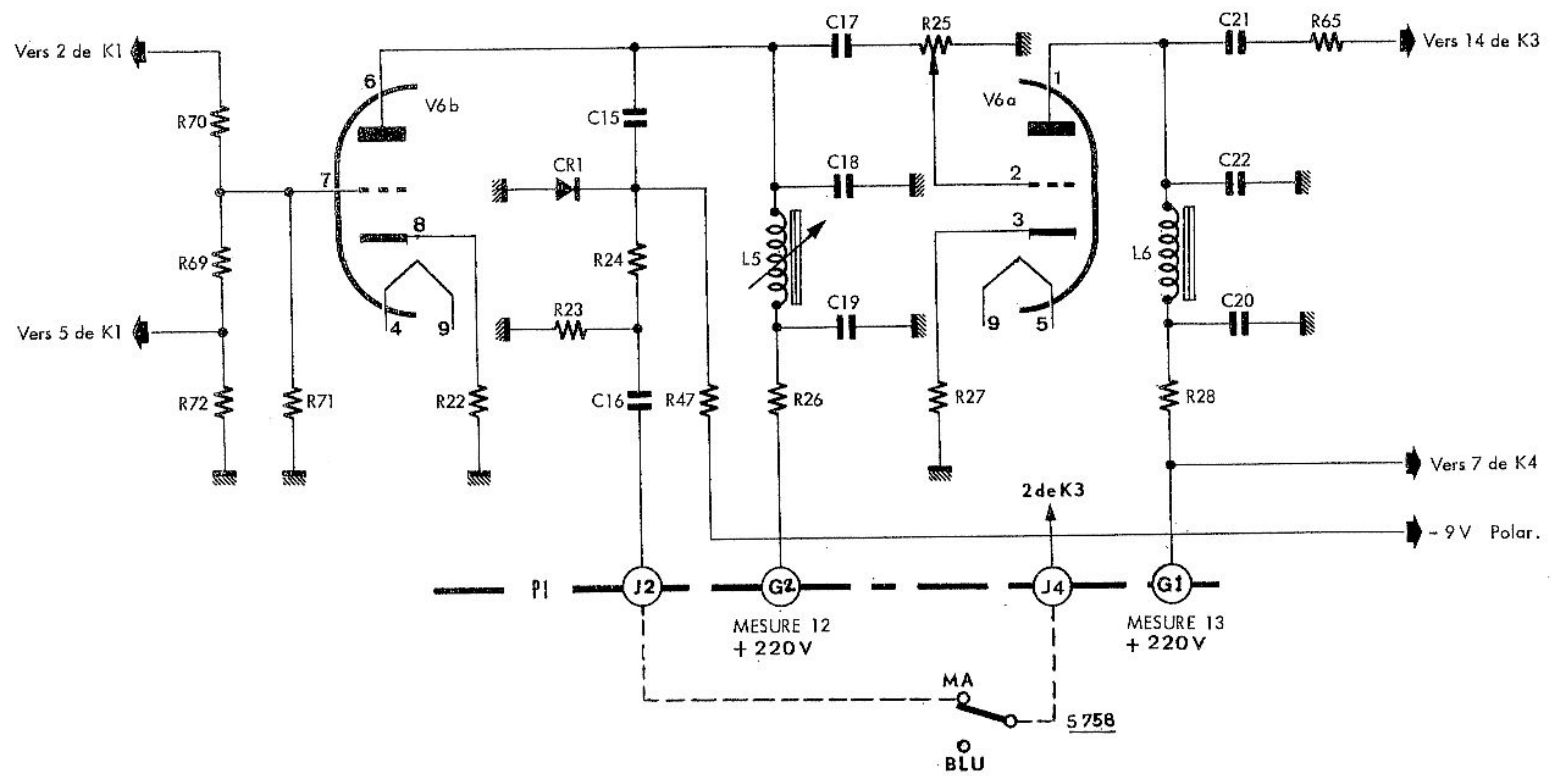 C17
R25
C21
R65
Vers 2 de K1
Vers 14 de K3
6
V6b
1
V6a
R70
C15
CR1
C18
C22
7
2
8
3
R69
R24
L5
L6
R23
C19
C20
Vers 5 de K1
4
9
9
5
R72
R71
R22
C16
R47
R26
R27
R28
Vers 7 de K4
2 de K3
- 9 V Polar.
P1
J2
G2
J4
G1
MESURE 12
+ 220 V
MESURE 13
+ 220 V
MA
S 758
BLU